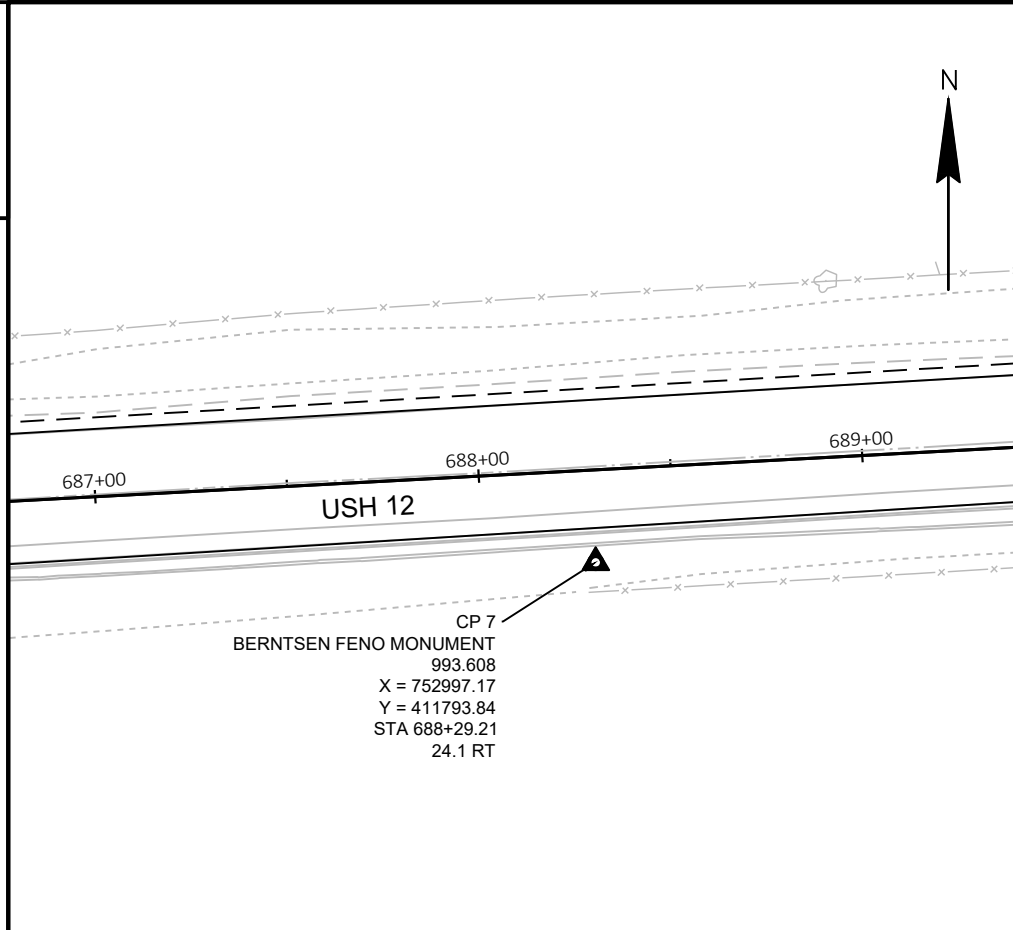 N
689+00
688+00
687+00
USH 12
CP 7
BERNTSEN FENO MONUMENT
993.608
X = 752997.17
Y = 411793.84
STA 688+29.21
24.1 RT